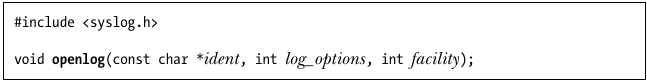 #include <syslog.h>
void openlog(const char *ident, int log_options, int facility);